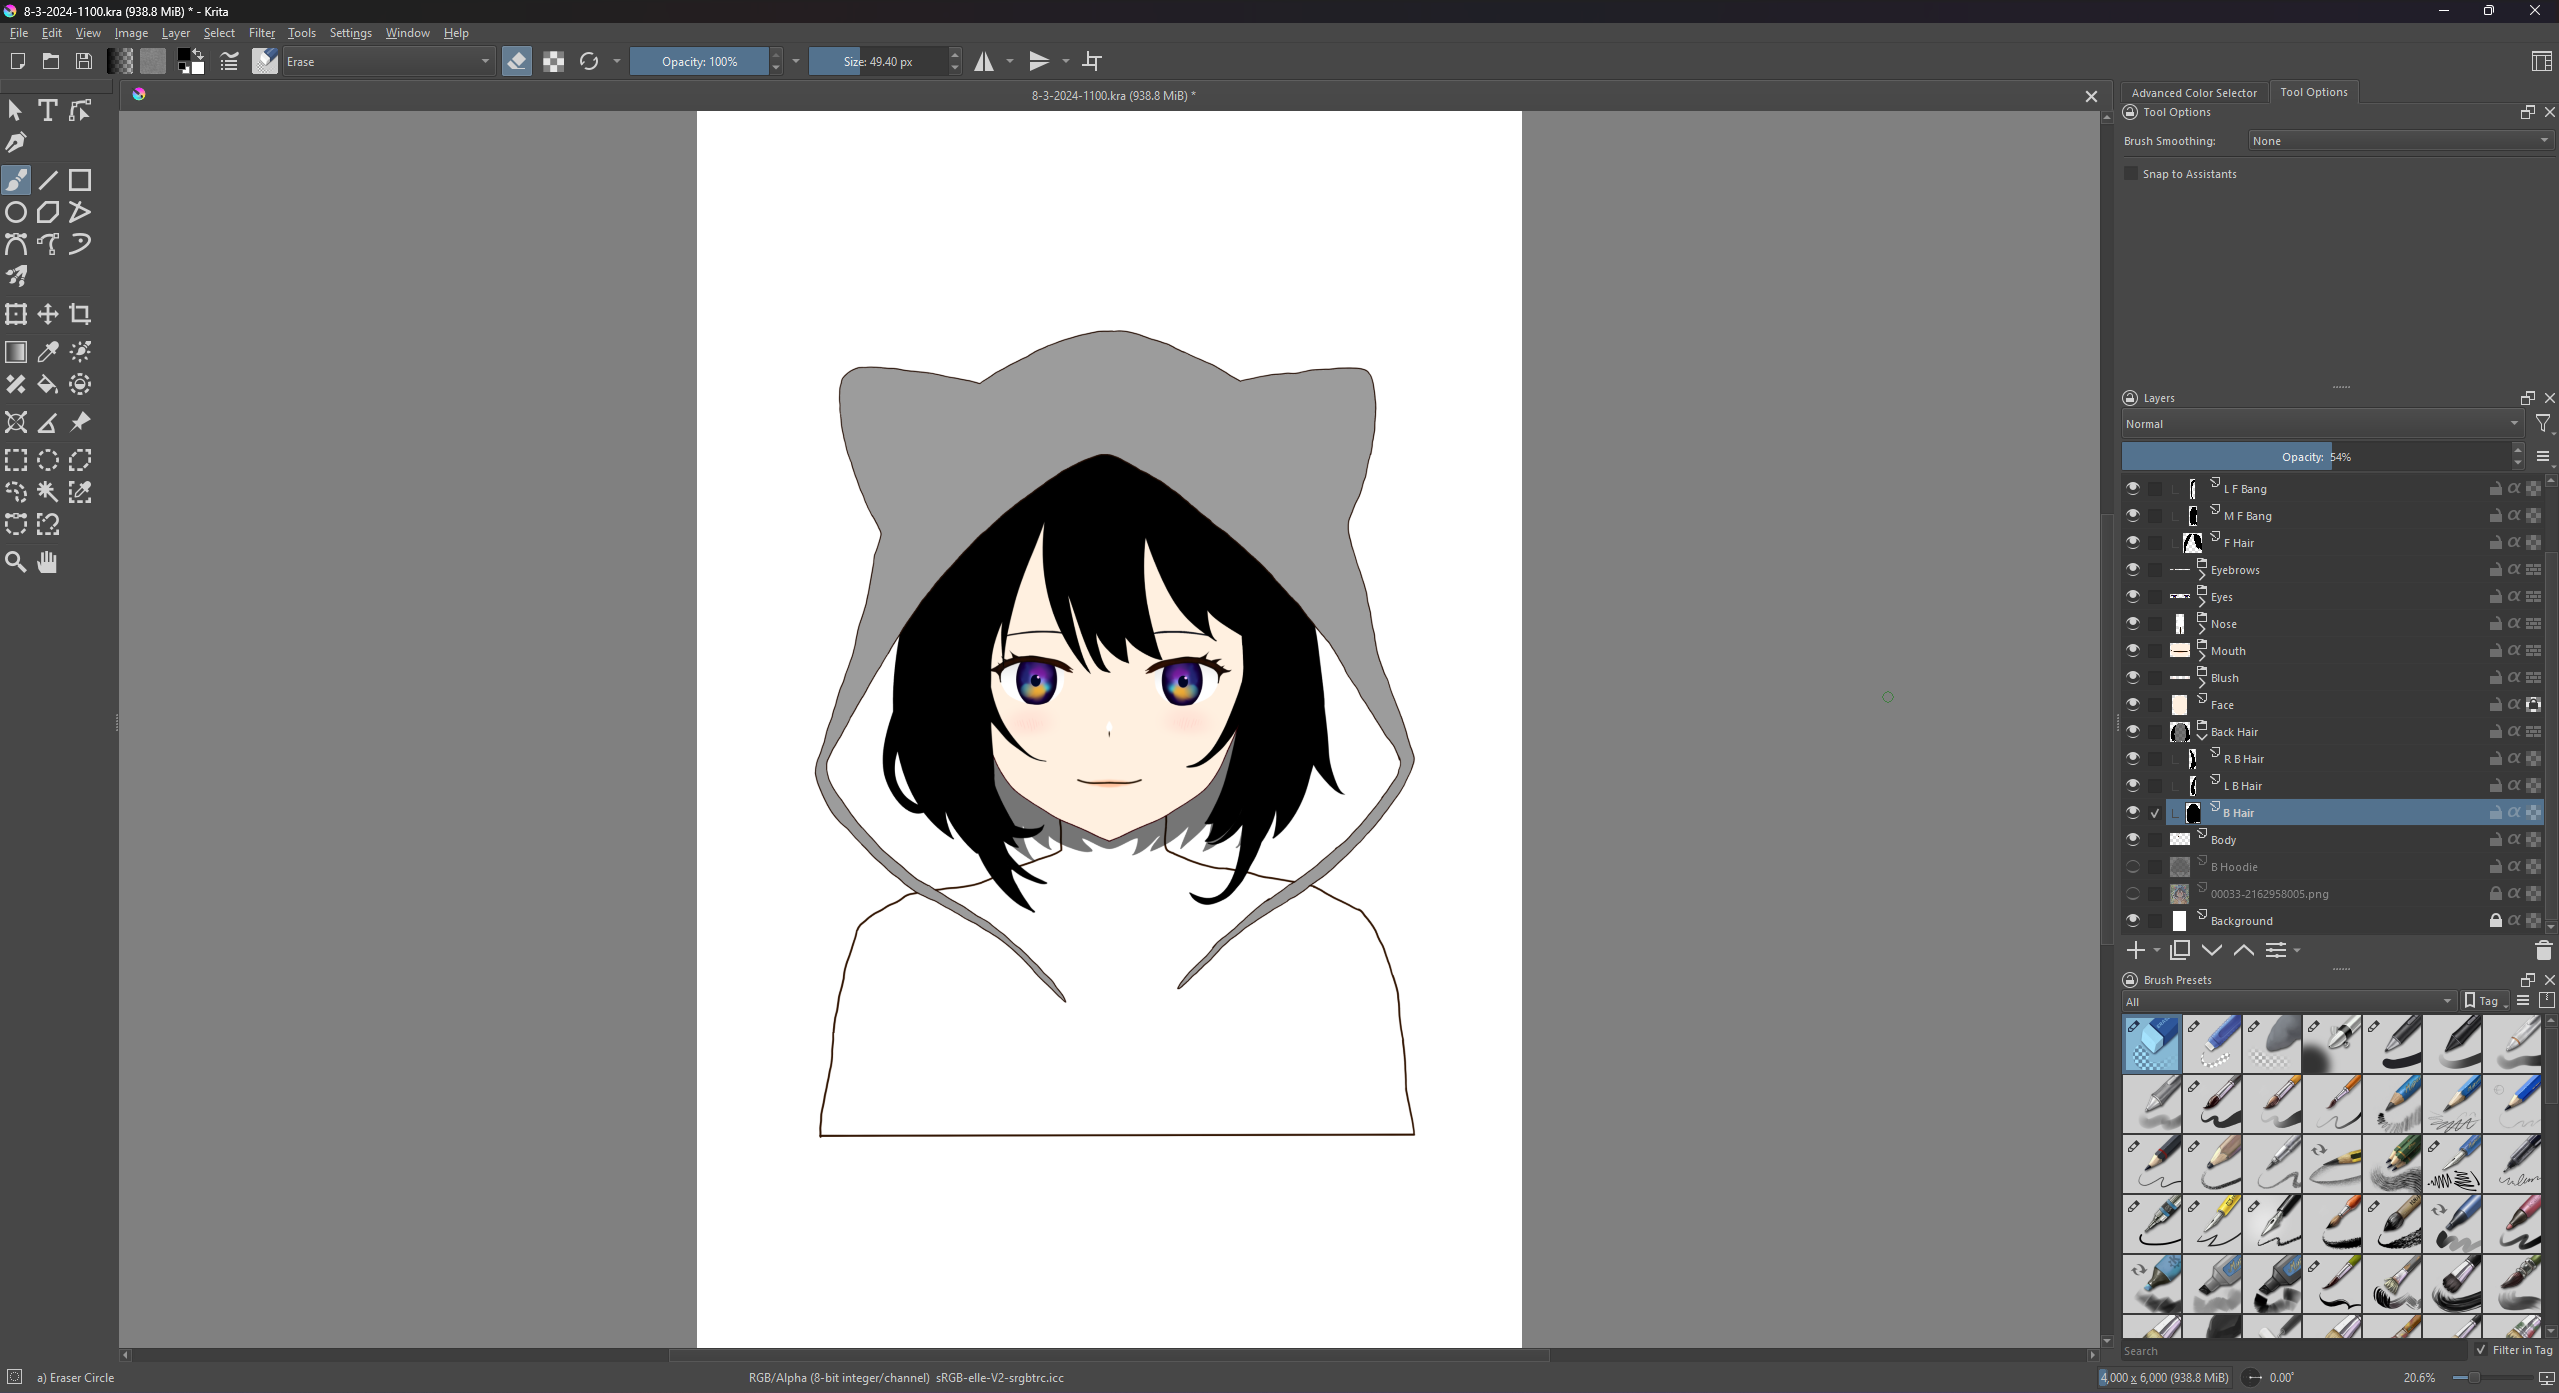 8-3-2024-1100.kra (938.8 MiB) * - Krita
File Edit View Image Layer Select Filter Tools Settings Window Help
Erase Opacity: 100% Size: 49.40 px
8-3-2024-1100.kra (938.8 MiB) *
Advanced Color Selector Tool Options
Tool Options
Brush Smoothing: None
Snap to Assistants
Layers
Normal
Opacity: 54%
L F Bang
M F Bang
F Hair
Eyebrows
Eyes
Nose
Mouth
Blush
Face
Back Hair
R B Hair
L B Hair
B Hair
Body
B Hoodie
00033-2162958005.png
Background
Brush Presets
All Tag
Search Filter in Tag
a) Eraser Circle RGB/Alpha (8-bit integer/channel) sRGB-elle-V2-srgbtrc.icc 4,000 x 6,000 (938.8 MiB) 0.00° 20.6%